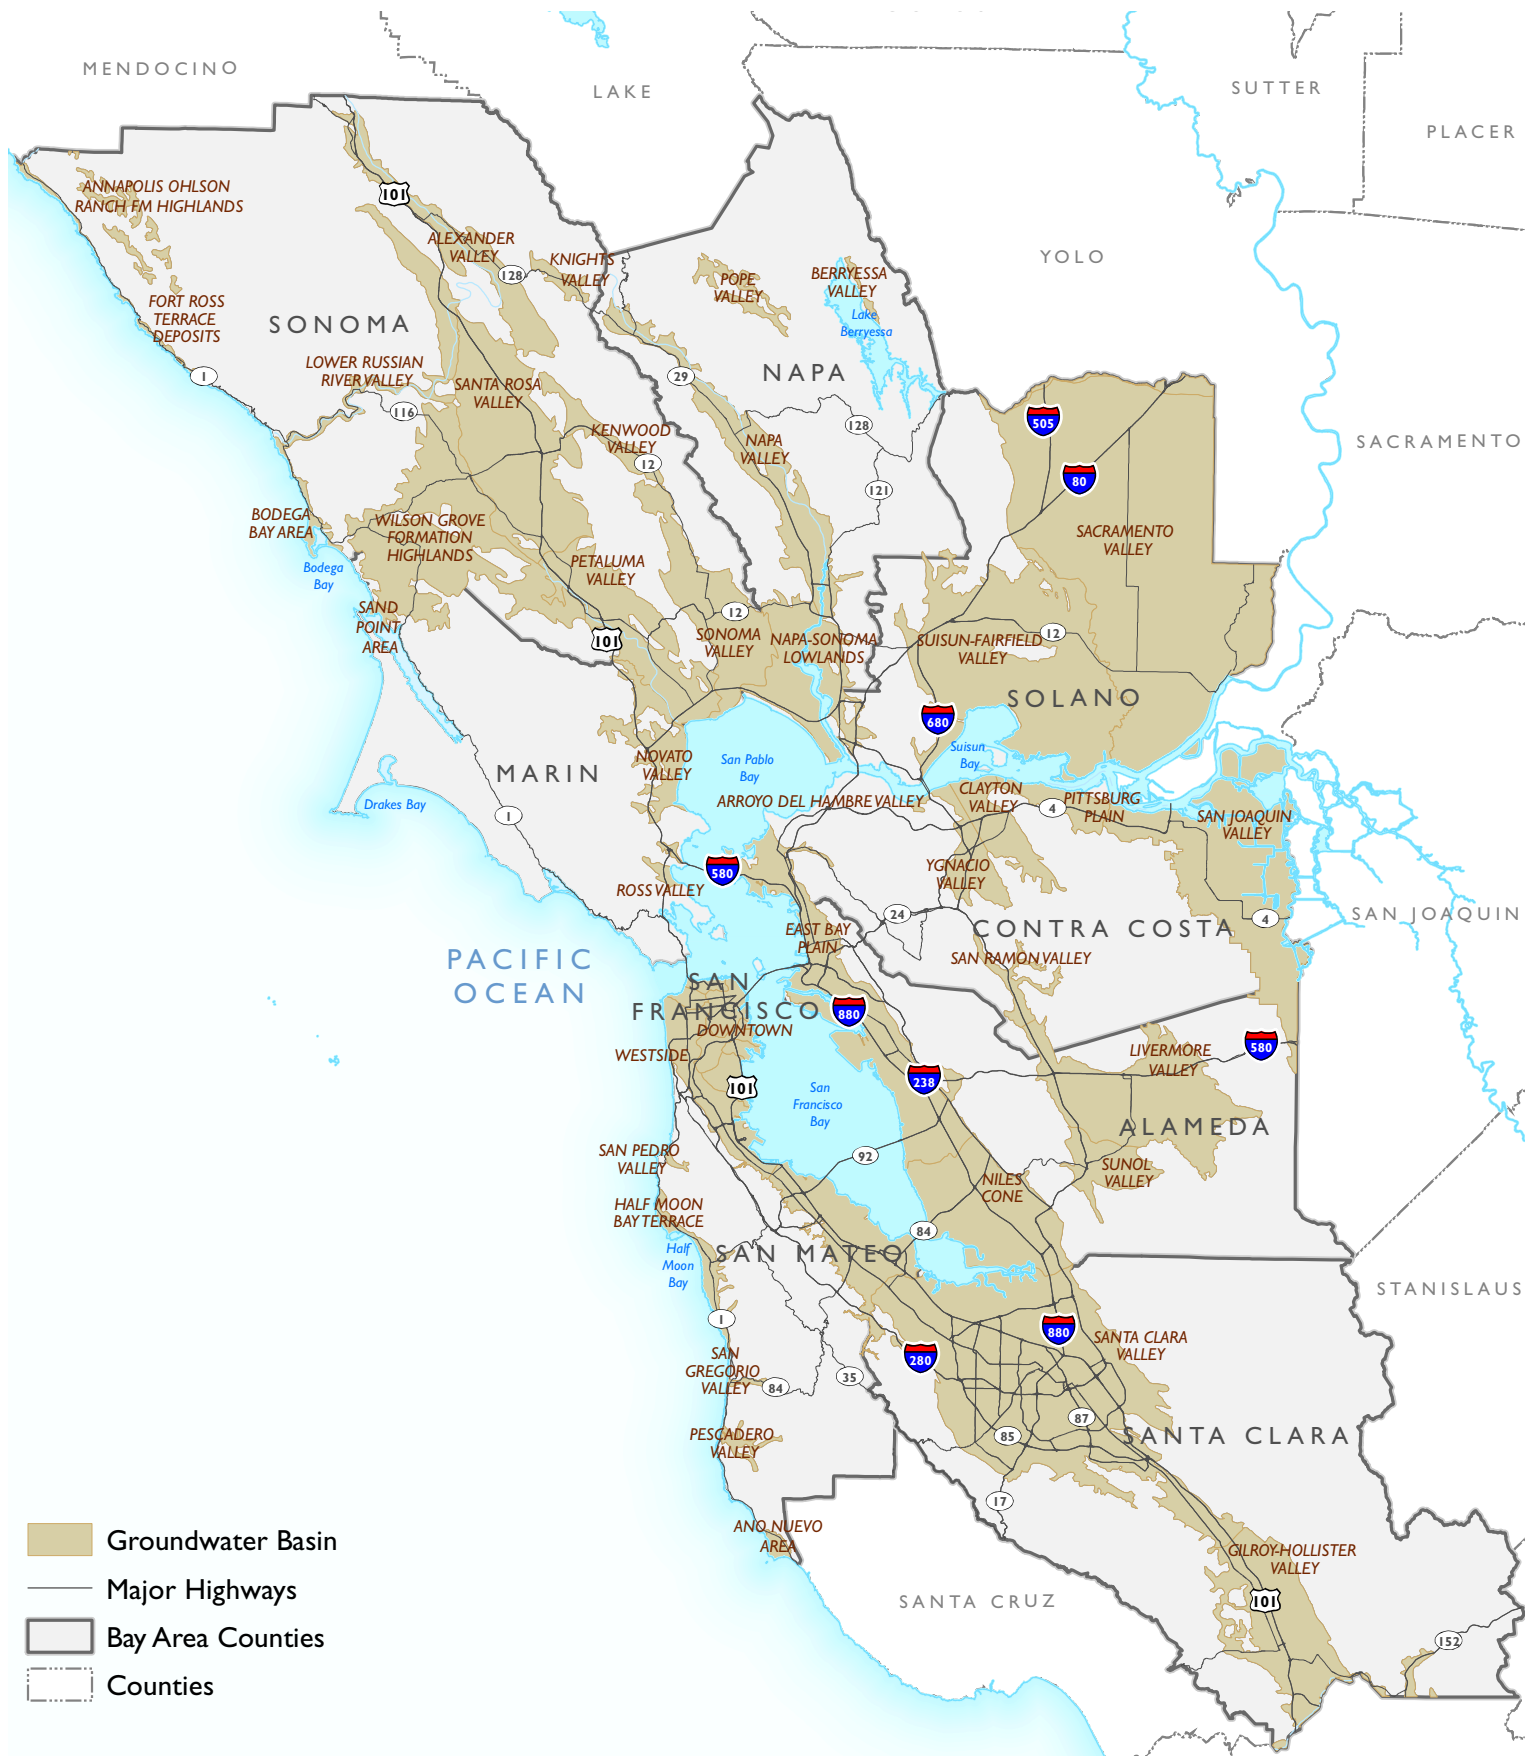 MENDOCINO
LAKE
SUTTER
PLACER
YOLO
SACRAMENTO
SAN JOAQUIN
STANISLAUS
SANTA CRUZ
101
ANNAPOLIS OHLSON
RANCH FM HIGHLANDS
ALEXANDER
VALLEY
128
KNIGHTS
VALLEY
POPE
VALLEY
BERRYESSA
VALLEY
Lake
Berryessa
FORT ROSS
TERRACE
DEPOSITS
SONOMA
LOWER RUSSIAN
RIVER VALLEY
1
116
SANTA ROSA
VALLEY
29
NAPA
128
121
KENWOOD
VALLEY
12
NAPA
VALLEY
505
80
SACRAMENTO
VALLEY
BODEGA
BAY AREA
WILSON GROVE
FORMATION
HIGHLANDS
Bodega
Bay
PETALUMA
VALLEY
SAND
POINT
AREA
101
12
SONOMA
VALLEY
NAPA-SONOMA
LOWLANDS
SUISUN-FAIRFIELD
VALLEY
12
SOLANO
680
Suisun
Bay
MARIN
NOVATO
VALLEY
San Pablo
Bay
Drakes Bay
1
ARROYO DEL HAMBRE VALLEY
CLAYTON
VALLEY
4
PITTSBURG
PLAIN
SAN JOAQUIN
VALLEY
580
ROSS VALLEY
YGNACIO
VALLEY
24
CONTRA COSTA
4
EAST BAY
PLAIN
SAN RAMON VALLEY
PACIFIC
OCEAN
SAN
FRANCISCO
880
DOWNTOWN
WESTSIDE
101
238
LIVERMORE
VALLEY
580
San
Francisco
Bay
ALAMEDA
SAN PEDRO
VALLEY
92
NILES
CONE
SUNOL
VALLEY
HALF MOON
BAY TERRACE
84
Half
Moon
Bay
SAN MATEO
1
880
280
SANTA CLARA
VALLEY
SAN
GREGORIO
VALLEY
84
35
87
85
SANTA CLARA
PESCADERO
VALLEY
17
ANO NUEVO
AREA
GILROY-HOLLISTER
VALLEY
101
152
Groundwater Basin
Major Highways
Bay Area Counties
Counties